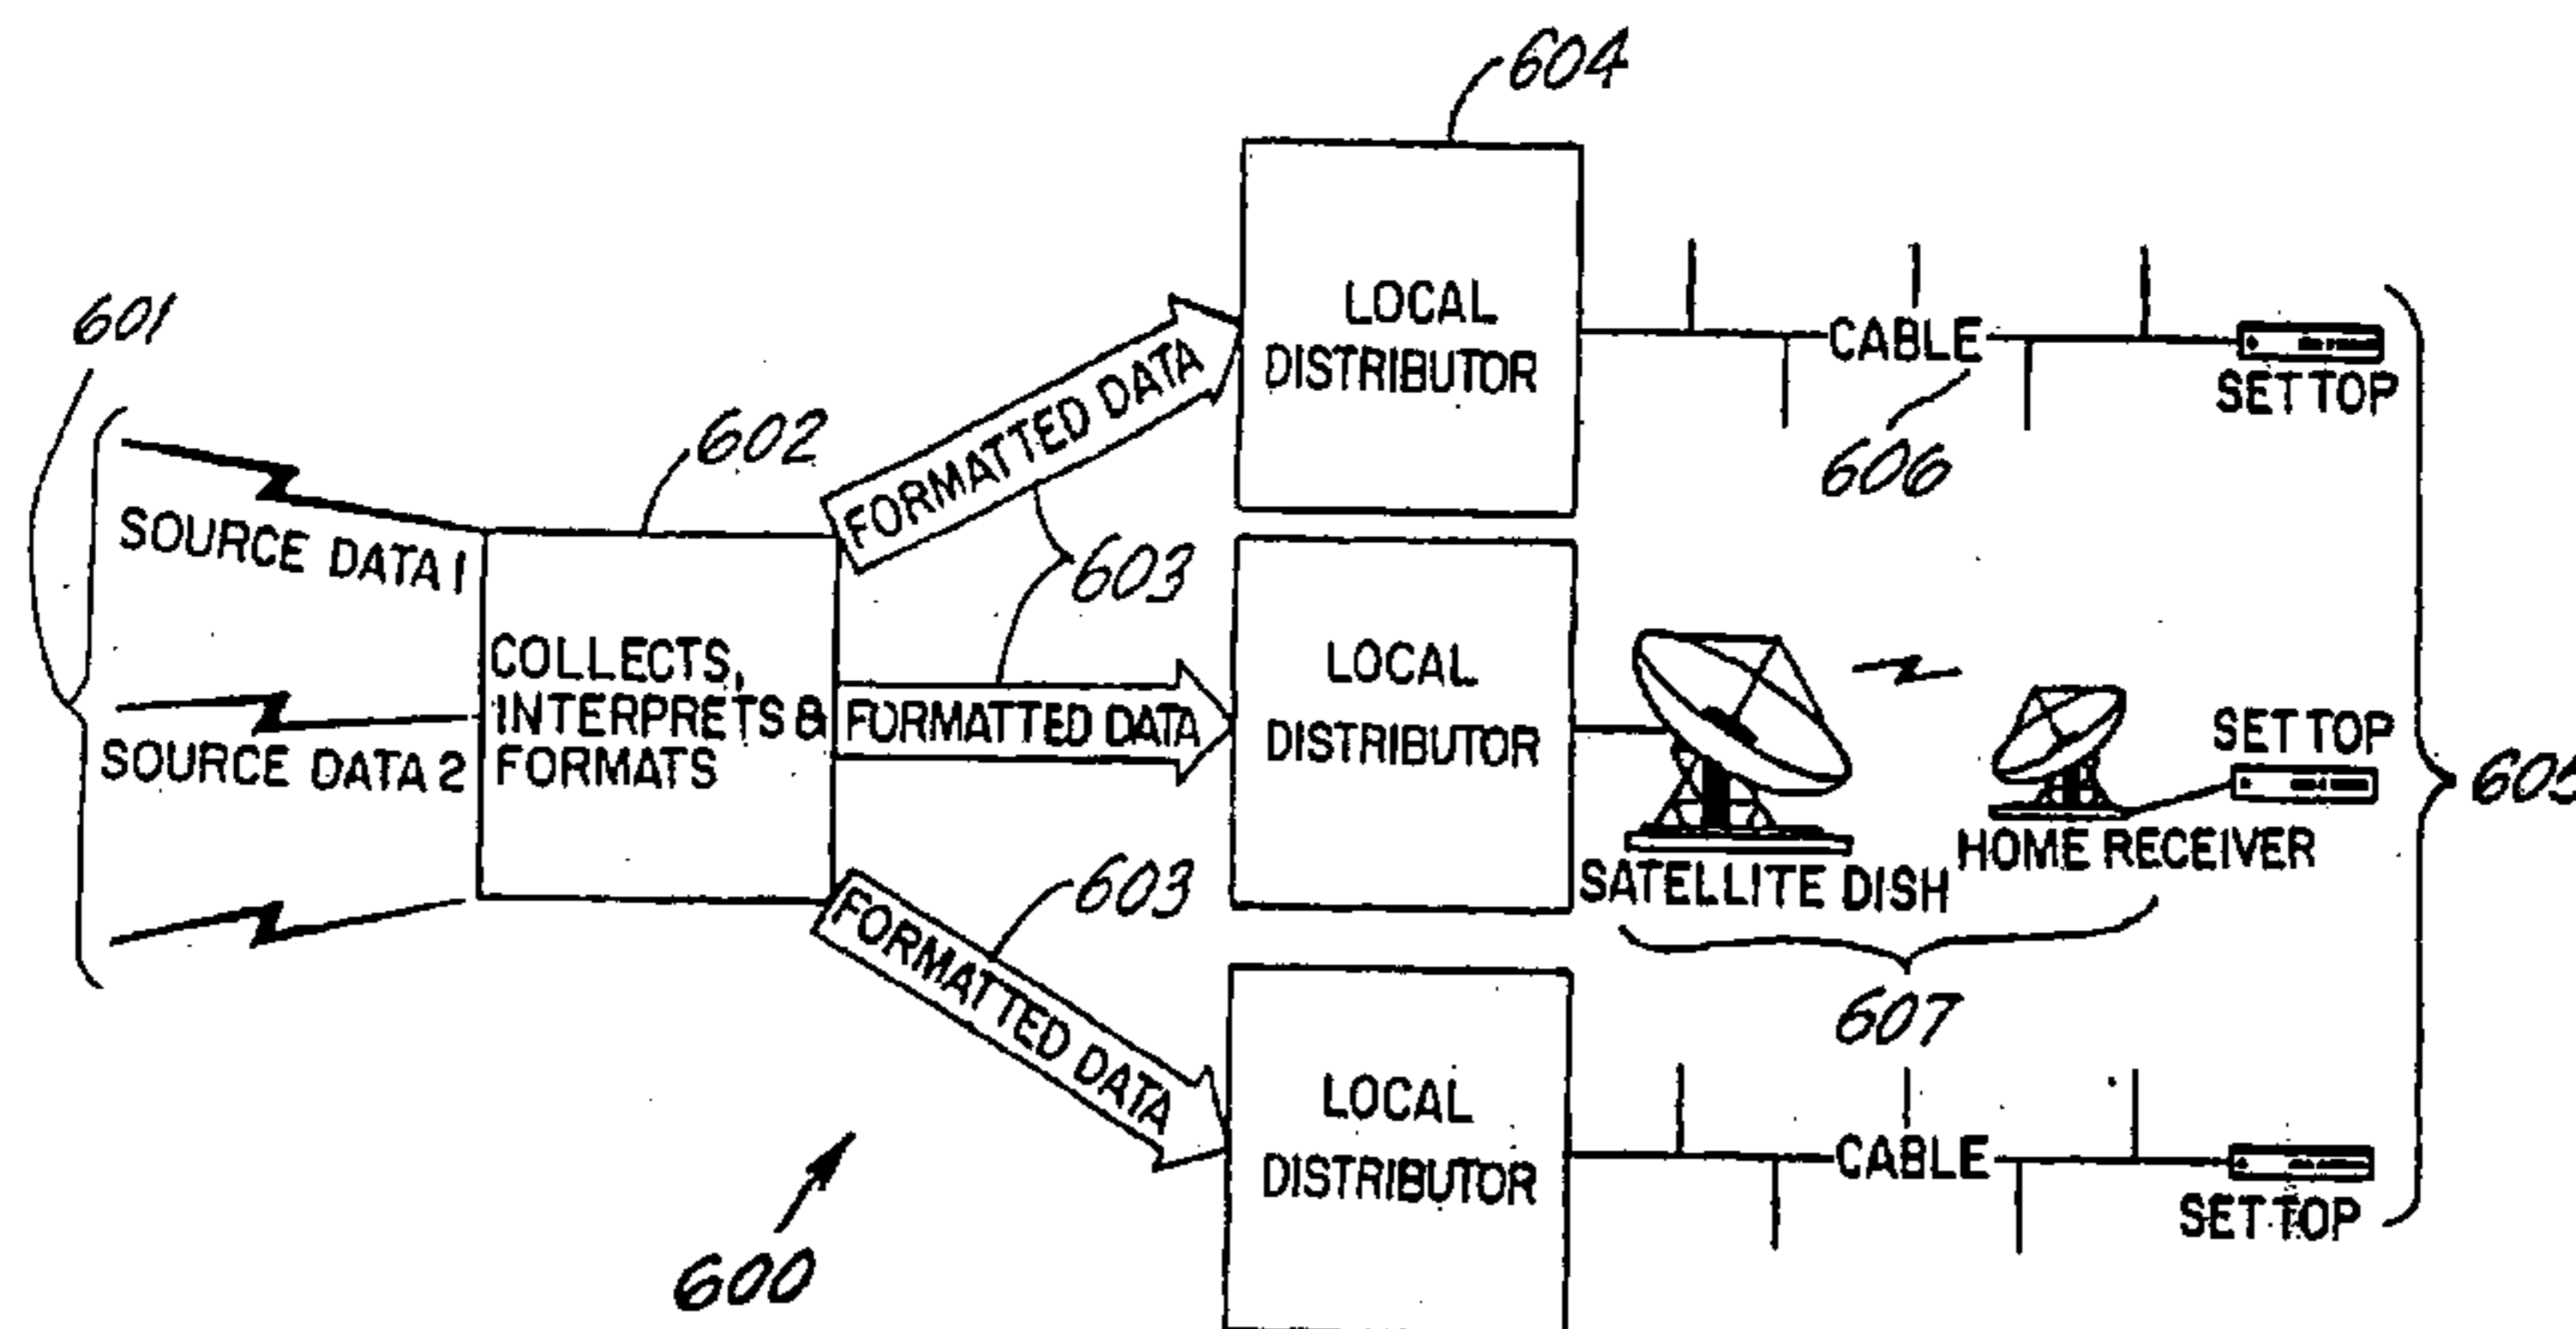 604
601
LOCAL
DISTRIBUTOR
CABLE
SET TOP
606
FORMATTED DATA
602
603
SOURCE DATA 1
COLLECTS,
INTERPRETS &
FORMATS
SOURCE DATA 2
FORMATTED DATA
LOCAL
DISTRIBUTOR
SET TOP
605
HOME RECEIVER
SATELLITE DISH
607
603
FORMATTED DATA
LOCAL
DISTRIBUTOR
CABLE
SET TOP
600